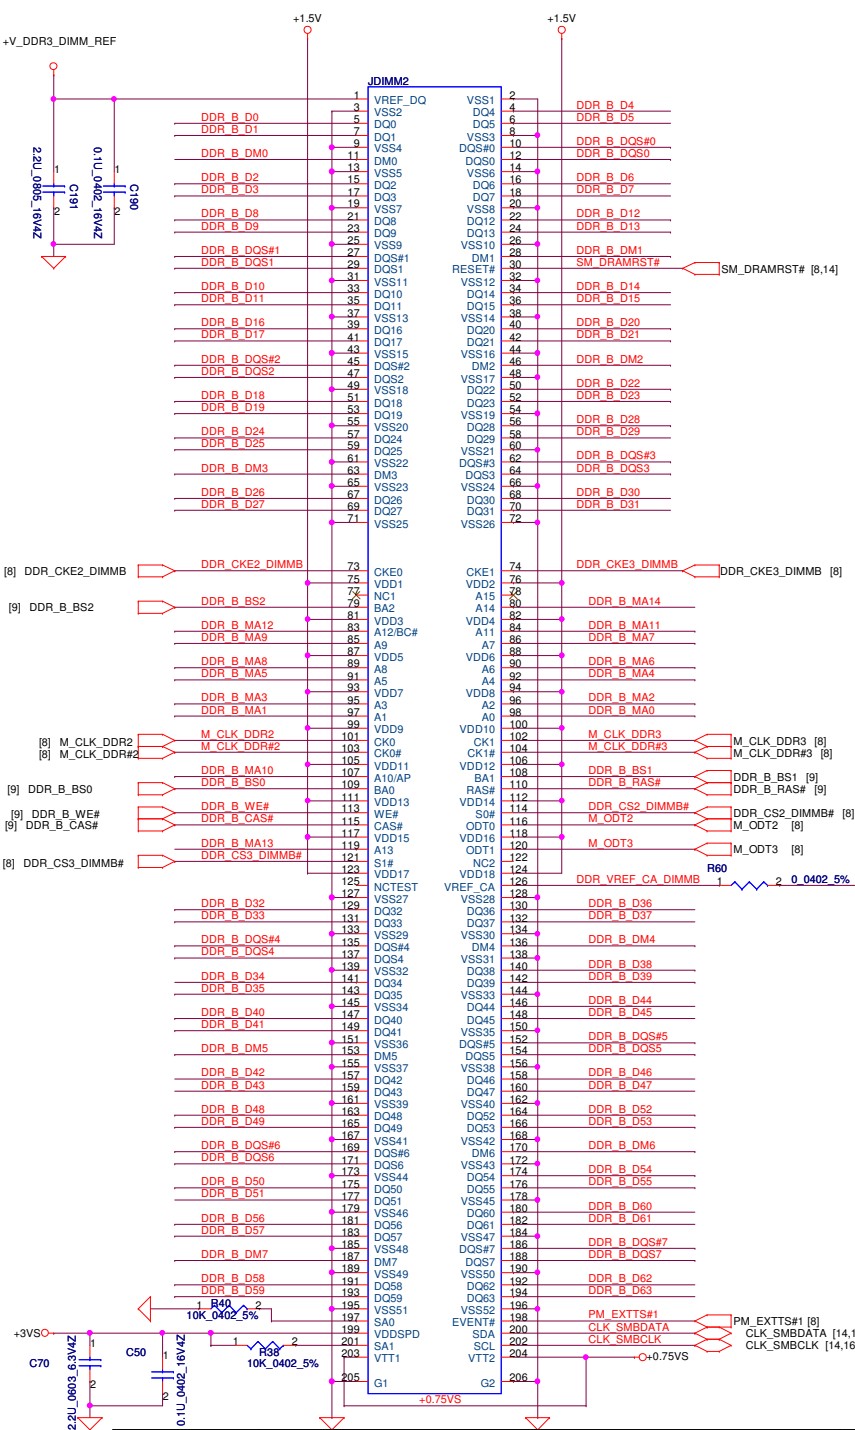 +1.5V +1.5V
+V_DDR3_DIMM_REF
JDIMM2
1 VREF_DQ VSS1 2
3 VSS2 DQ4 4 DDR_B_D4
DDR_B_D0 5 DQ0 DQ5 6 DDR_B_D5
DDR_B_D1 7 DQ1 VSS3 8
9 VSS4 DQS#0 10 DDR_B_DQS#0
DDR_B_DM0 11 DM0 DQS0 12 DDR_B_DQS0
13 VSS5 VSS6 14
DDR_B_D2 15 DQ2 DQ6 16 DDR_B_D6
DDR_B_D3 17 DQ3 DQ7 18 DDR_B_D7
19 VSS7 VSS8 20
DDR_B_D8 21 DQ8 DQ12 22 DDR_B_D12
DDR_B_D9 23 DQ9 DQ13 24 DDR_B_D13
25 VSS9 VSS10 26
DDR_B_DQS#1 27 DQS#1 DM1 28 DDR_B_DM1
DDR_B_DQS1 29 DQS1 RESET# 30 SM_DRAMRST# SM_DRAMRST# [8,14]
31 VSS11 VSS12 32
DDR_B_D10 33 DQ10 DQ14 34 DDR_B_D14
DDR_B_D11 35 DQ11 DQ15 36 DDR_B_D15
37 VSS13 VSS14 38
DDR_B_D16 39 DQ16 DQ20 40 DDR_B_D20
DDR_B_D17 41 DQ17 DQ21 42 DDR_B_D21
43 VSS15 VSS16 44
DDR_B_DQS#2 45 DQS#2 DM2 46 DDR_B_DM2
DDR_B_DQS2 47 DQS2 VSS17 48
49 VSS18 DQ22 50 DDR_B_D22
DDR_B_D18 51 DQ18 DQ23 52 DDR_B_D23
DDR_B_D19 53 DQ19 VSS19 54
55 VSS20 DQ28 56 DDR_B_D28
DDR_B_D24 57 DQ24 DQ29 58 DDR_B_D29
DDR_B_D25 59 DQ25 VSS21 60
61 VSS22 DQS#3 62 DDR_B_DQS#3
DDR_B_DM3 63 DM3 DQS3 64 DDR_B_DQS3
65 VSS23 VSS24 66
DDR_B_D26 67 DQ26 DQ30 68 DDR_B_D30
DDR_B_D27 69 DQ27 DQ31 70 DDR_B_D31
71 VSS25 VSS26 72
[8] DDR_CKE2_DIMMB DDR_CKE2_DIMMB 73 CKE0 CKE1 74 DDR_CKE3_DIMMB DDR_CKE3_DIMMB [8]
75 VDD1 VDD2 76
77 NC1 A15 78
[9] DDR_B_BS2 DDR_B_BS2 79 BA2 A14 80 DDR_B_MA14
81 VDD3 VDD4 82
DDR_B_MA12 83 A12/BC# A11 84 DDR_B_MA11
DDR_B_MA9 85 A9 A7 86 DDR_B_MA7
87 VDD5 VDD6 88
DDR_B_MA8 89 A8 A6 90 DDR_B_MA6
DDR_B_MA5 91 A5 A4 92 DDR_B_MA4
93 VDD7 VDD8 94
DDR_B_MA3 95 A3 A2 96 DDR_B_MA2
DDR_B_MA1 97 A1 A0 98 DDR_B_MA0
99 VDD9 VDD10 100
[8] M_CLK_DDR2 M_CLK_DDR2 101 CK0 CK1 102 M_CLK_DDR3 M_CLK_DDR3 [8]
[8] M_CLK_DDR#2 M_CLK_DDR#2 103 CK0# CK1# 104 M_CLK_DDR#3 M_CLK_DDR#3 [8]
105 VDD11 VDD12 106
DDR_B_MA10 107 A10/AP BA1 108 DDR_B_BS1 DDR_B_BS1 [9]
[9] DDR_B_BS0 DDR_B_BS0 109 BA0 RAS# 110 DDR_B_RAS# DDR_B_RAS# [9]
111 VDD13 VDD14 112
[9] DDR_B_WE# DDR_B_WE# 113 WE# S0# 114 DDR_CS2_DIMMB# DDR_CS2_DIMMB# [8]
[9] DDR_B_CAS# DDR_B_CAS# 115 CAS# ODT0 116 M_ODT2 M_ODT2 [8]
117 VDD15 VDD16 118
DDR_B_MA13 119 A13 ODT1 120 M_ODT3 M_ODT3 [8]
[8] DDR_CS3_DIMMB# DDR_CS3_DIMMB# 121 S1# NC2 122
123 VDD17 VDD18 124
125 NCTEST VREF_CA 126 DDR_VREF_CA_DIMMB R60 1 2 0_0402_5%
127 VSS27 VSS28 128
DDR_B_D32 129 DQ32 DQ36 130 DDR_B_D36
DDR_B_D33 131 DQ33 DQ37 132 DDR_B_D37
133 VSS29 VSS30 134
DDR_B_DQS#4 135 DQS#4 DM4 136 DDR_B_DM4
DDR_B_DQS4 137 DQS4 VSS31 138
139 VSS32 DQ38 140 DDR_B_D38
DDR_B_D34 141 DQ34 DQ39 142 DDR_B_D39
DDR_B_D35 143 DQ35 VSS33 144
145 VSS34 DQ44 146 DDR_B_D44
DDR_B_D40 147 DQ40 DQ45 148 DDR_B_D45
DDR_B_D41 149 DQ41 VSS35 150
151 VSS36 DQS#5 152 DDR_B_DQS#5
DDR_B_DM5 153 DM5 DQS5 154 DDR_B_DQS5
155 VSS37 VSS38 156
DDR_B_D42 157 DQ42 DQ46 158 DDR_B_D46
DDR_B_D43 159 DQ43 DQ47 160 DDR_B_D47
161 VSS39 VSS40 162
DDR_B_D48 163 DQ48 DQ52 164 DDR_B_D52
DDR_B_D49 165 DQ49 DQ53 166 DDR_B_D53
167 VSS41 VSS42 168
DDR_B_DQS#6 169 DQS#6 DM6 170 DDR_B_DM6
DDR_B_DQS6 171 DQS6 VSS43 172
173 VSS44 DQ54 174 DDR_B_D54
DDR_B_D50 175 DQ50 DQ55 176 DDR_B_D55
DDR_B_D51 177 DQ51 VSS45 178
179 VSS46 DQ60 180 DDR_B_D60
DDR_B_D56 181 DQ56 DQ61 182 DDR_B_D61
DDR_B_D57 183 DQ57 VSS47 184
185 VSS48 DQS#7 186 DDR_B_DQS#7
DDR_B_DM7 187 DM7 DQS7 188 DDR_B_DQS7
189 VSS49 VSS50 190
DDR_B_D58 191 DQ58 DQ62 192 DDR_B_D62
DDR_B_D59 193 DQ59 DQ63 194 DDR_B_D63
195 VSS51 VSS52 196
197 SA0 EVENT# 198 PM_EXTTS#1 PM_EXTTS#1 [8]
199 VDDSPD SDA 200 CLK_SMBDATA CLK_SMBDATA [14,1
201 SA1 SCL 202 CLK_SMBCLK CLK_SMBCLK [14,16
203 VTT1 VTT2 204 +0.75VS
205 G1 G2 206
+0.75VS
2.2U_0805_16V4Z
1 2
C191
0.1U_0402_16V4Z
1 2
C190
1 R40 2
10K_0402_5%
+3VS
1 2
R38
10K_0402_5%
C70
1 2
2.2U_0603_6.3V4Z
C50
1 2
0.1U_0402_16V4Z